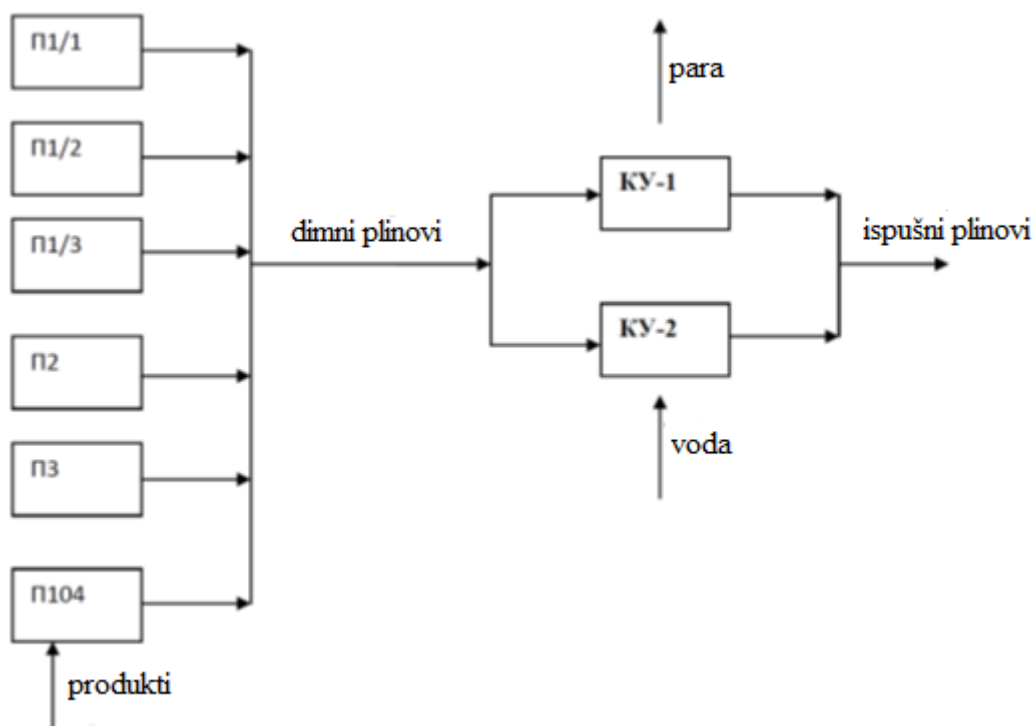 П1/1
П1/2
П1/3
П2
П3
П104
produkti
dimni plinovi
para
КУ-1
КУ-2
voda
ispušni plinovi